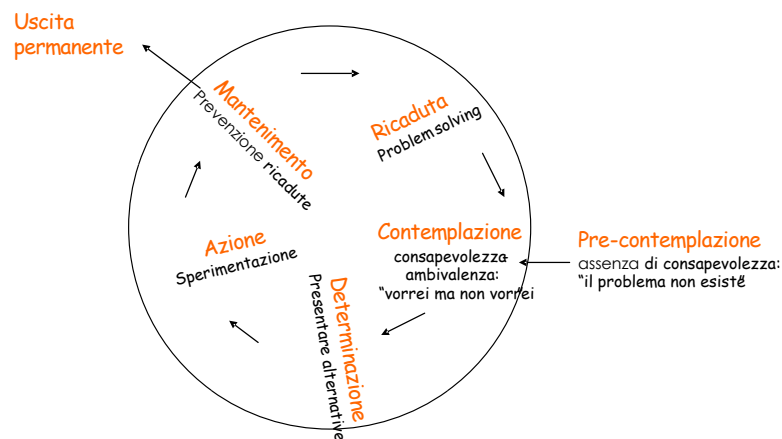 Uscita
permanente
Mantenimento
Prevenzione ricadute
Ricaduta
Problem solving
Contemplazione
consapevolezza-
ambivalenza:
“vorrei ma non vorrei”
Pre-contemplazione
assenza di consapevolezza:
“il problema non esiste”
Azione
Sperimentazione
Determinazione
Presentare alternative